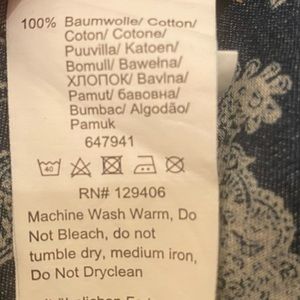 100% Baumwolle/ Cotton/
Coton/ Cotone/
Puuvilla/ Katoen/
Bomull/ Bawełna/
ХЛОПОК/ Bavlna/
Pamut/ бавовна/
Bumbac/ Algodão/
Pamuk
647941
40
RN# 129406
Machine Wash Warm, Do
Not Bleach, do not
tumble dry, medium iron,
Do Not Dryclean